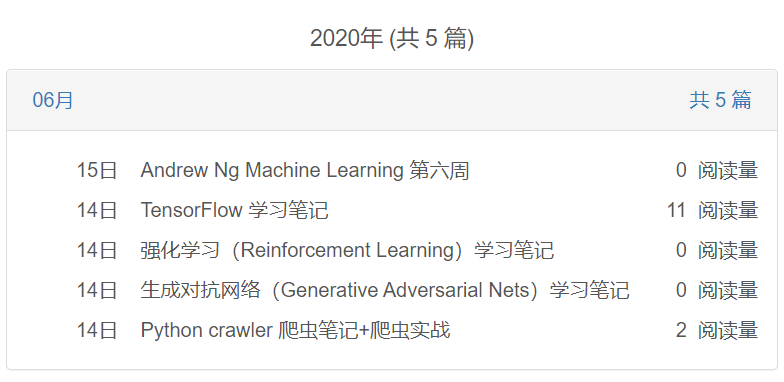 2020年 (共 5 篇)
06月 共 5 篇
15日 Andrew Ng Machine Learning 第六周 0 阅读量
14日 TensorFlow 学习笔记 11 阅读量
14日 强化学习（Reinforcement Learning）学习笔记 0 阅读量
14日 生成对抗网络（Generative Adversarial Nets）学习笔记 0 阅读量
14日 Python crawler 爬虫笔记+爬虫实战 2 阅读量